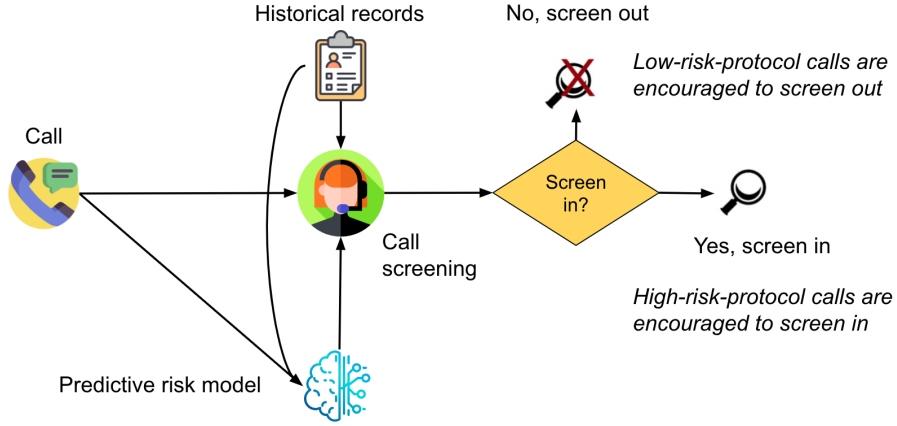 Historical records
No, screen out
Low-risk-protocol calls are
encouraged to screen out
Call
Screen
in?
Call
screening
Yes, screen in
High-risk-protocol calls are
encouraged to screen in
Predictive risk model